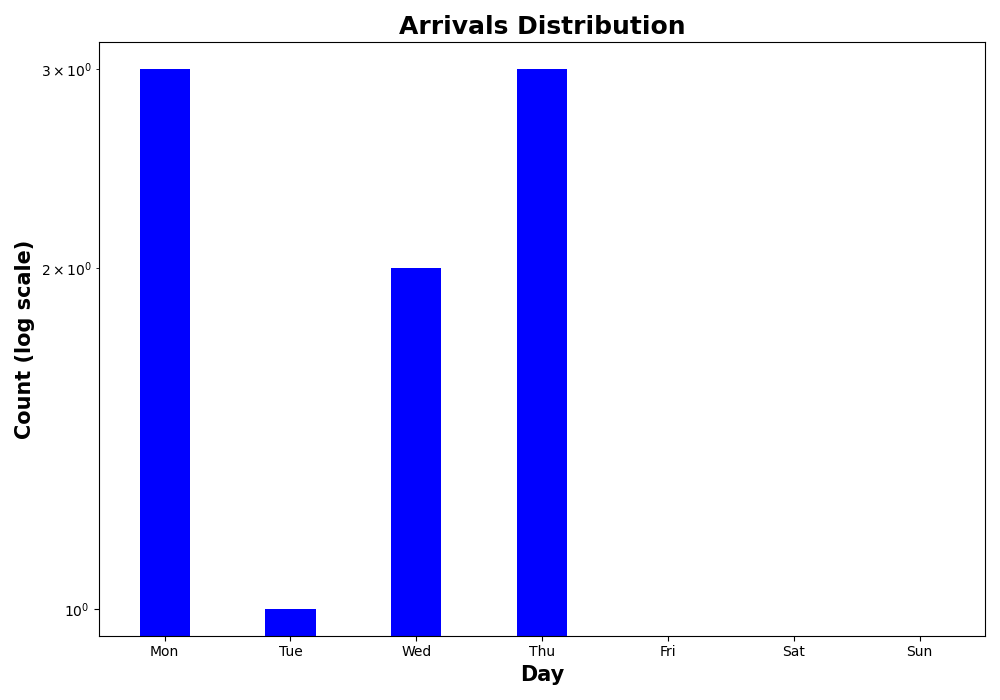 Arrivals Distribution
3 × 10⁰
2 × 10⁰
10⁰
Count (log scale)
Mon Tue Wed Thu Fri Sat Sun
Day